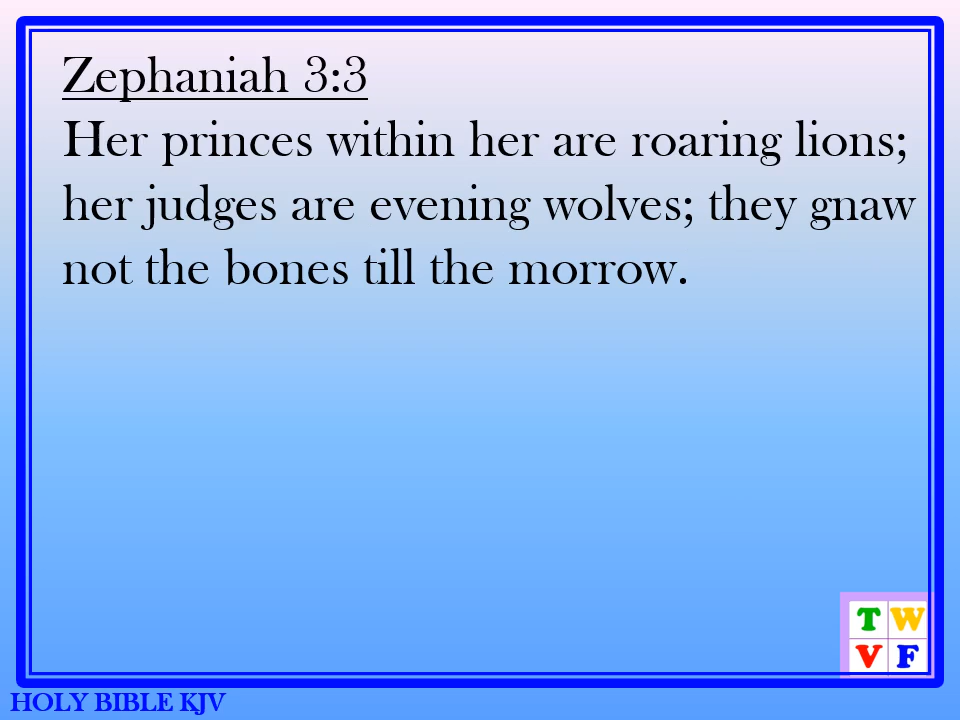 Zephaniah 3:3
Her princes within her are roaring lions;
her judges are evening wolves; they gnaw
not the bones till the morrow.
T W
V F
HOLY BIBLE KJV